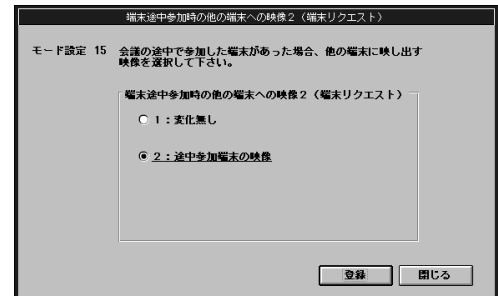 端末途中参加時の他の端末への映像2（端末リクエスト）
モード設定 15 会議の途中で参加した端末があった場合、他の端末に映し出す
映像を選択して下さい。
端末途中参加時の他の端末への映像2（端末リクエスト）
1：変化無し
2：途中参加端末の映像
登録 閉じる